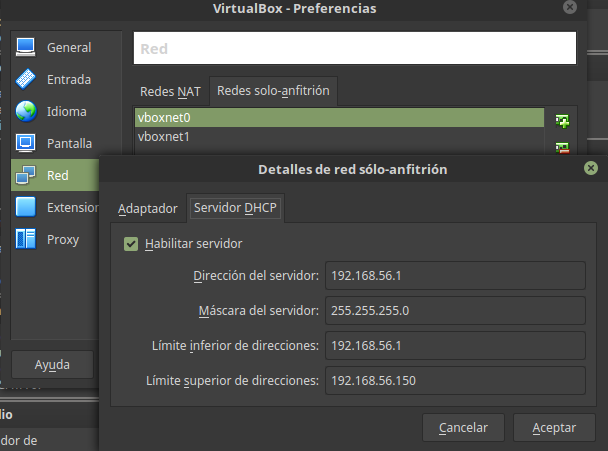 VirtualBox - Preferencias
General
Entrada
Idioma
Pantalla
Red
Extension
Proxy
Ayuda
Red
Redes NAT
Redes solo-anfitrión
vboxnet0
vboxnet1
Detalles de red sólo-anfitrión
Adaptador
Servidor DHCP
Habilitar servidor
Dirección del servidor: 192.168.56.1
Máscara del servidor: 255.255.255.0
Límite inferior de direcciones: 192.168.56.1
Límite superior de direcciones: 192.168.56.150
Cancelar
Aceptar
dor de